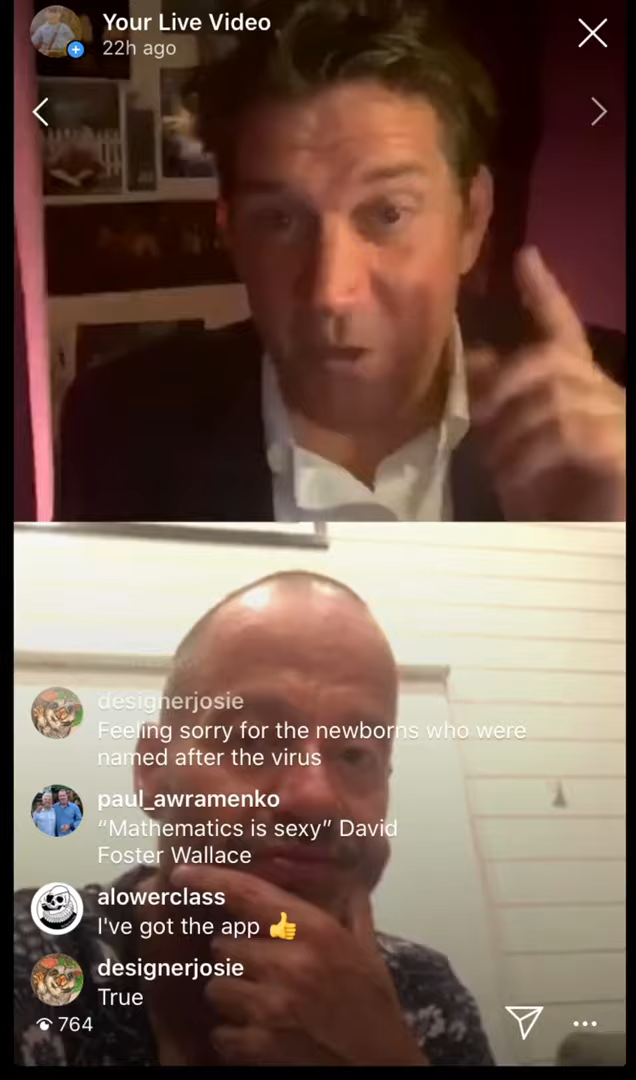 Your Live Video
22h ago
designerjosie
Feeling sorry for the newborns who were
named after the virus
paul_awramenko
“Mathematics is sexy” David
Foster Wallace
alowerclass
I've got the app 👍
designerjosie
True
764